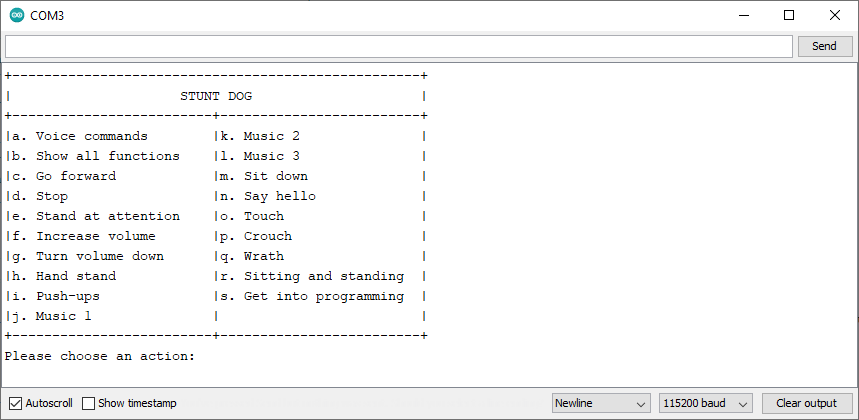 COM3
Send
+---------------------------------------------------+
| STUNT DOG |
+-------------------------+-------------------------+
|a. Voice commands |k. Music 2 |
|b. Show all functions |l. Music 3 |
|c. Go forward |m. Sit down |
|d. Stop |n. Say hello |
|e. Stand at attention |o. Touch |
|f. Increase volume |p. Crouch |
|g. Turn volume down |q. Wrath |
|h. Hand stand |r. Sitting and standing |
|i. Push-ups |s. Get into programming |
|j. Music 1 | |
+-------------------------+-------------------------+
Please choose an action:
Autoscroll Show timestamp Newline 115200 baud Clear output